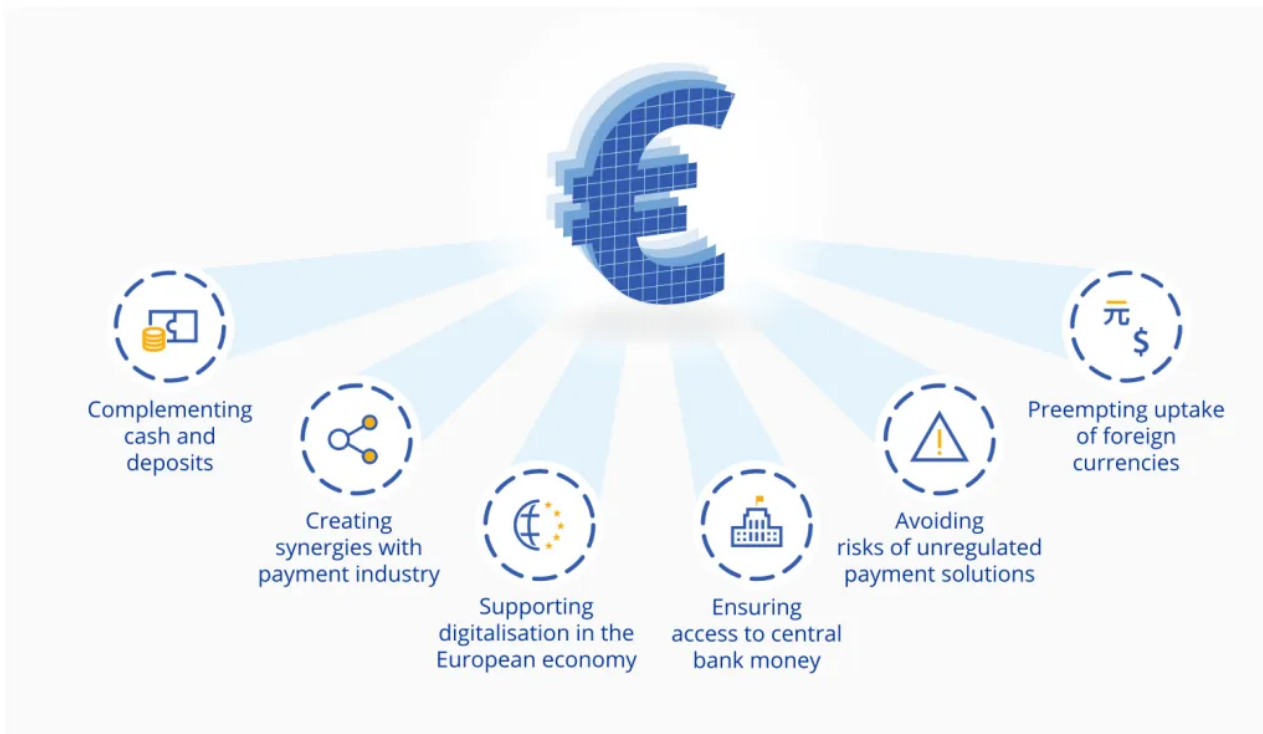 €
元
$
!
Complementing
cash and
deposits
Creating
synergies with
payment industry
Supporting
digitalisation in the
European economy
Ensuring
access to central
bank money
Avoiding
risks of unregulated
payment solutions
Preempting uptake
of foreign
currencies